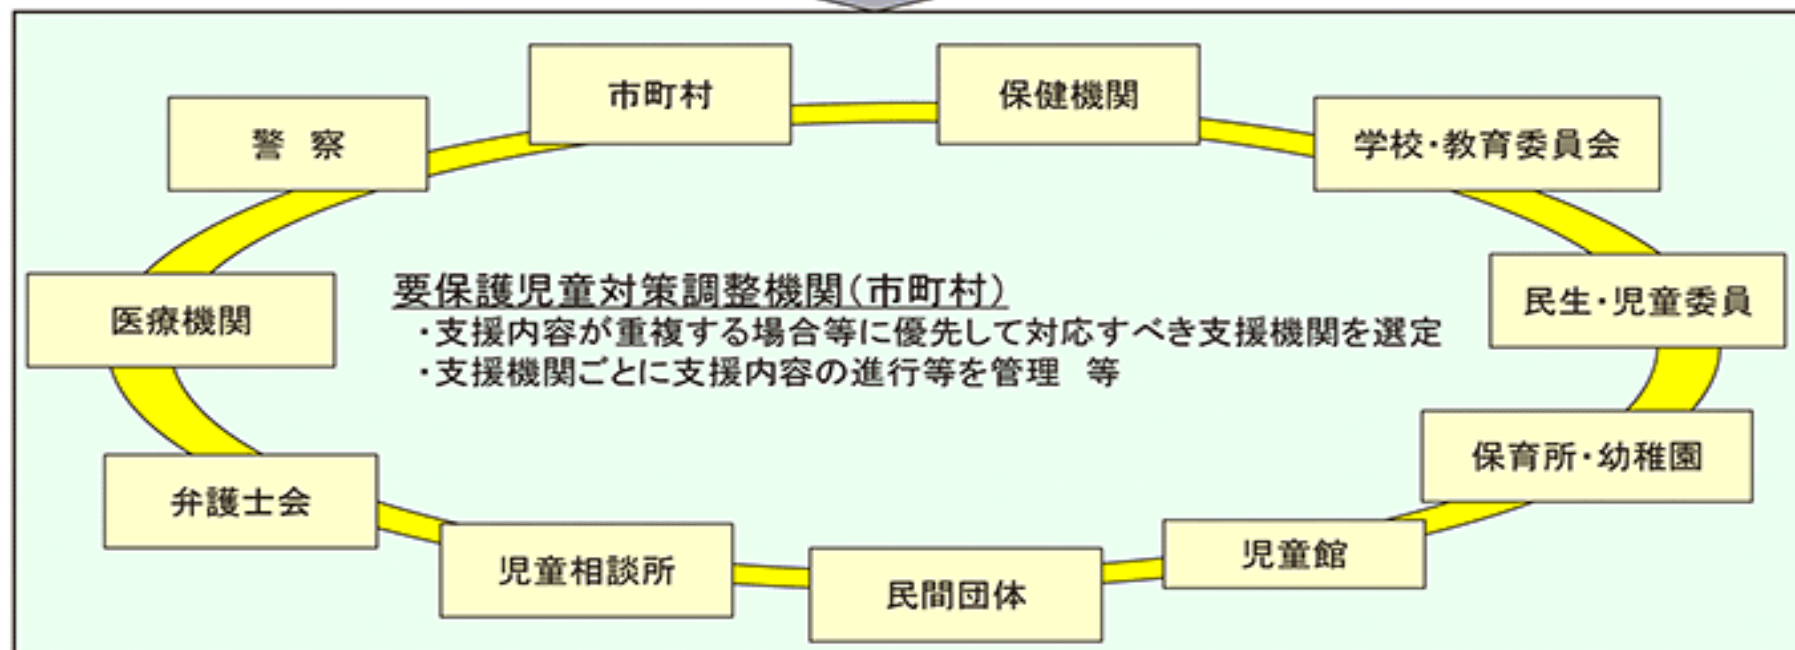 市町村
保健機関
警 察
学校・教育委員会
医療機関
要保護児童対策調整機関(市町村)
・支援内容が重複する場合等に優先して対応すべき支援機関を選定
・支援機関ごとに支援内容の進行等を管理 等
民生・児童委員
弁護士会
保育所・幼稚園
児童相談所
民間団体
児童館